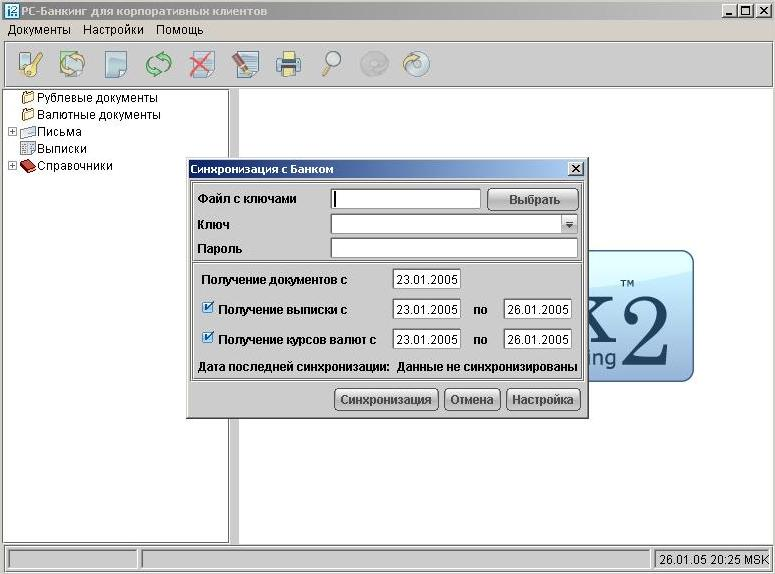 РС-Банкинг для корпоративных клиентов
Документы Настройки Помощь
Рублевые документы
Валютные документы
Письма
Выписки
Справочники
Синхронизация с Банком
Файл с ключами Выбрать
Ключ
Пароль
Получение документов с 23.01.2005
Получение выписки с 23.01.2005 по 26.01.2005
Получение курсов валют с 23.01.2005 по 26.01.2005
Дата последней синхронизации: Данные не синхронизированы
Синхронизация Отмена Настройка
TM
2
ing
26.01.05 20:25 MSK